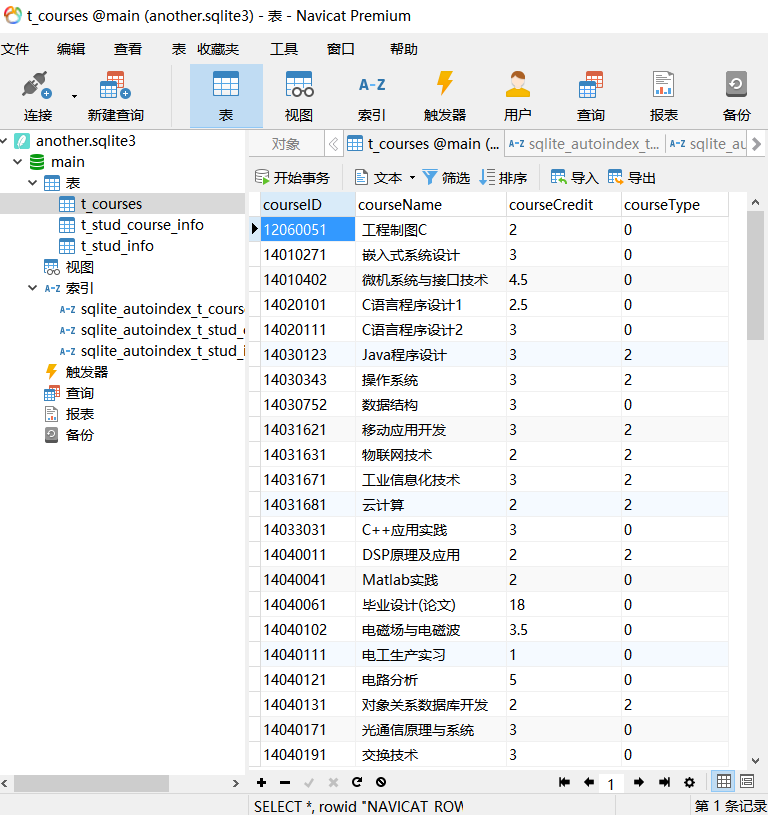 t_courses @main (another.sqlite3) - 表 - Navicat Premium
文件 编辑 查看 表 收藏夹 工具 窗口 帮助
连接 新建查询 表 视图 索引 触发器 用户 查询 报表 备份
another.sqlite3
main
表
t_courses
t_stud_course_info
t_stud_info
视图
索引
A-Z sqlite_autoindex_t_cours
A-Z sqlite_autoindex_t_stud_
A-Z sqlite_autoindex_t_stud_i
触发器
查询
报表
备份
对象 t_courses @main (... A-Z sqlite_autoindex_t_... A-Z sqlite_au
开始事务 文本 筛选 排序 导入 导出
courseID courseName courseCredit courseType
12060051 工程制图C 2 0
14010271 嵌入式系统设计 3 0
14010402 微机系统与接口技术 4.5 0
14020101 C语言程序设计1 2.5 0
14020111 C语言程序设计2 3 0
14030123 Java程序设计 3 2
14030343 操作系统 3 2
14030752 数据结构 3 0
14031621 移动应用开发 3 2
14031631 物联网技术 2 2
14031671 工业信息化技术 3 2
14031681 云计算 2 2
14033031 C++应用实践 3 0
14040011 DSP原理及应用 2 2
14040041 Matlab实践 2 0
14040061 毕业设计(论文) 18 0
14040102 电磁场与电磁波 3.5 0
14040111 电工生产实习 1 0
14040121 电路分析 5 0
14040131 对象关系数据库开发 2 2
14040171 光通信原理与系统 3 0
14040191 交换技术 3 0
1
SELECT *, rowid "NAVICAT_ROW 第 1 条记录